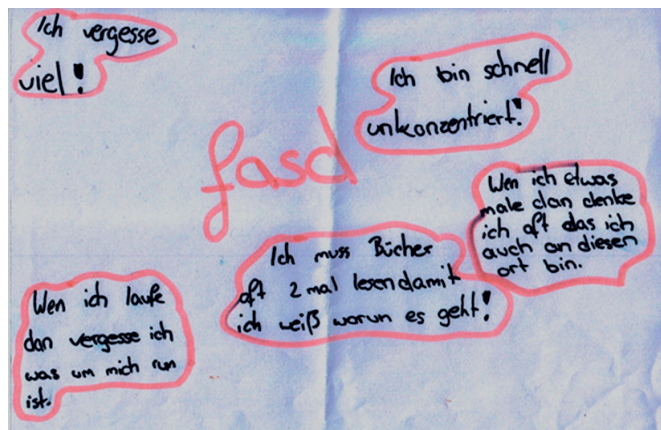 Ich vergesse
viel!
Ich bin schnell
unkonzentriert!
fasd
Wen ich etwas
male dan denke
ich oft das ich
auch an diesen
ort bin.
Ich muss Bücher
oft 2 mal lesen damit
ich weiß worun es geht!
Wen ich laufe
dan vergesse ich
was um mich run
ist.